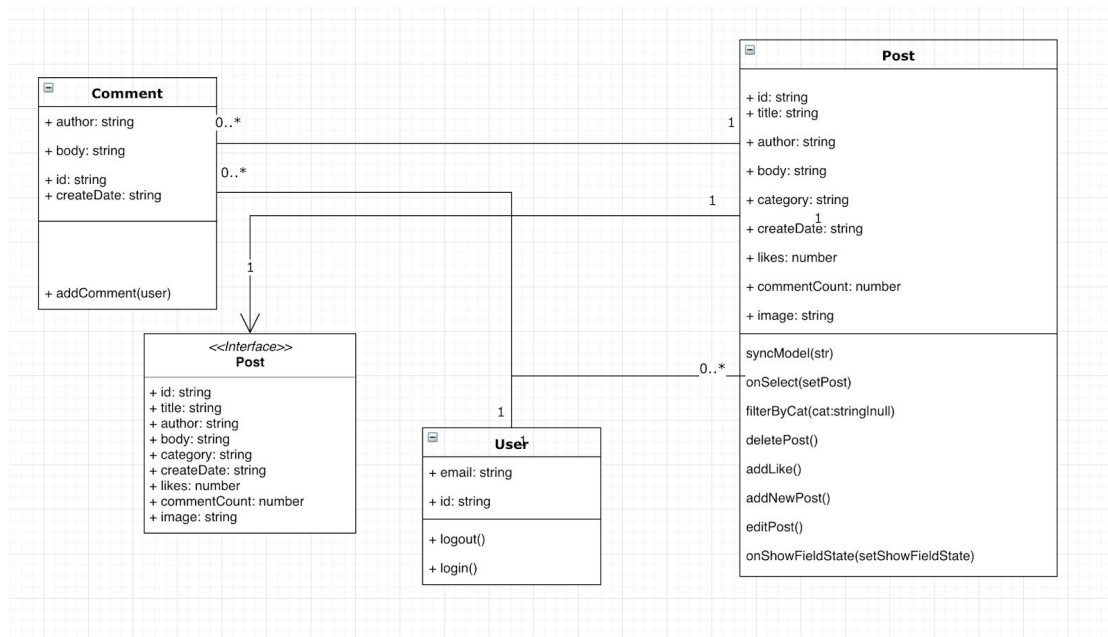 Comment
+ author: string
+ body: string
+ id: string
+ createDate: string
+ addComment(user)
0..*
0..*
1
1
1
1
Post
+ id: string
+ title: string
+ author: string
+ body: string
+ category: string
+ createDate: string
+ likes: number
+ commentCount: number
+ image: string
syncModel(str)
onSelect(setPost)
filterByCat(cat:string|null)
deletePost()
addLike()
addNewPost()
editPost()
onShowFieldState(setShowFieldState)
<<Interface>>
Post
+ id: string
+ title: string
+ author: string
+ body: string
+ category: string
+ createDate: string
+ likes: number
+ commentCount: number
+ image: string
0..*
1
1
User
+ email: string
+ id: string
+ logout()
+ login()